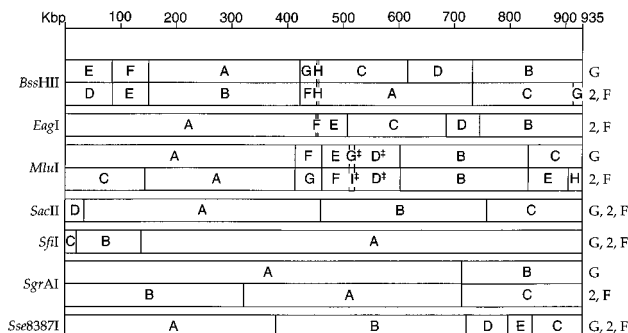 Kbp 100 200 300 400 500 600 700 800 900 935
BssHII E F A G H C D B G
D E B F H A C G 2, F
EagI A F E C D B 2, F
MluI A F E G‡ D‡ B C G
C A G F I‡ D‡ B E H 2, F
SacII D A B C G, 2, F
SfiI C B A G, 2, F
SgrAI A B G
B A C 2, F
Sse8387I A B D E C G, 2, F